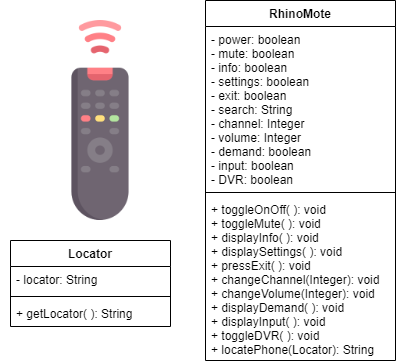 RhinoMote
- power: boolean
- mute: boolean
- info: boolean
- settings: boolean
- exit: boolean
- search: String
- channel: Integer
- volume: Integer
- demand: boolean
- input: boolean
- DVR: boolean
+ toggleOnOff( ): void
+ toggleMute( ): void
+ displayInfo( ): void
+ displaySettings( ): void
+ pressExit( ): void
+ changeChannel(Integer): void
+ changeVolume(Integer): void
+ displayDemand( ): void
+ displayInput( ): void
+ toggleDVR( ): void
+ locatePhone(Locator): String
Locator
- locator: String
+ getLocator( ): String